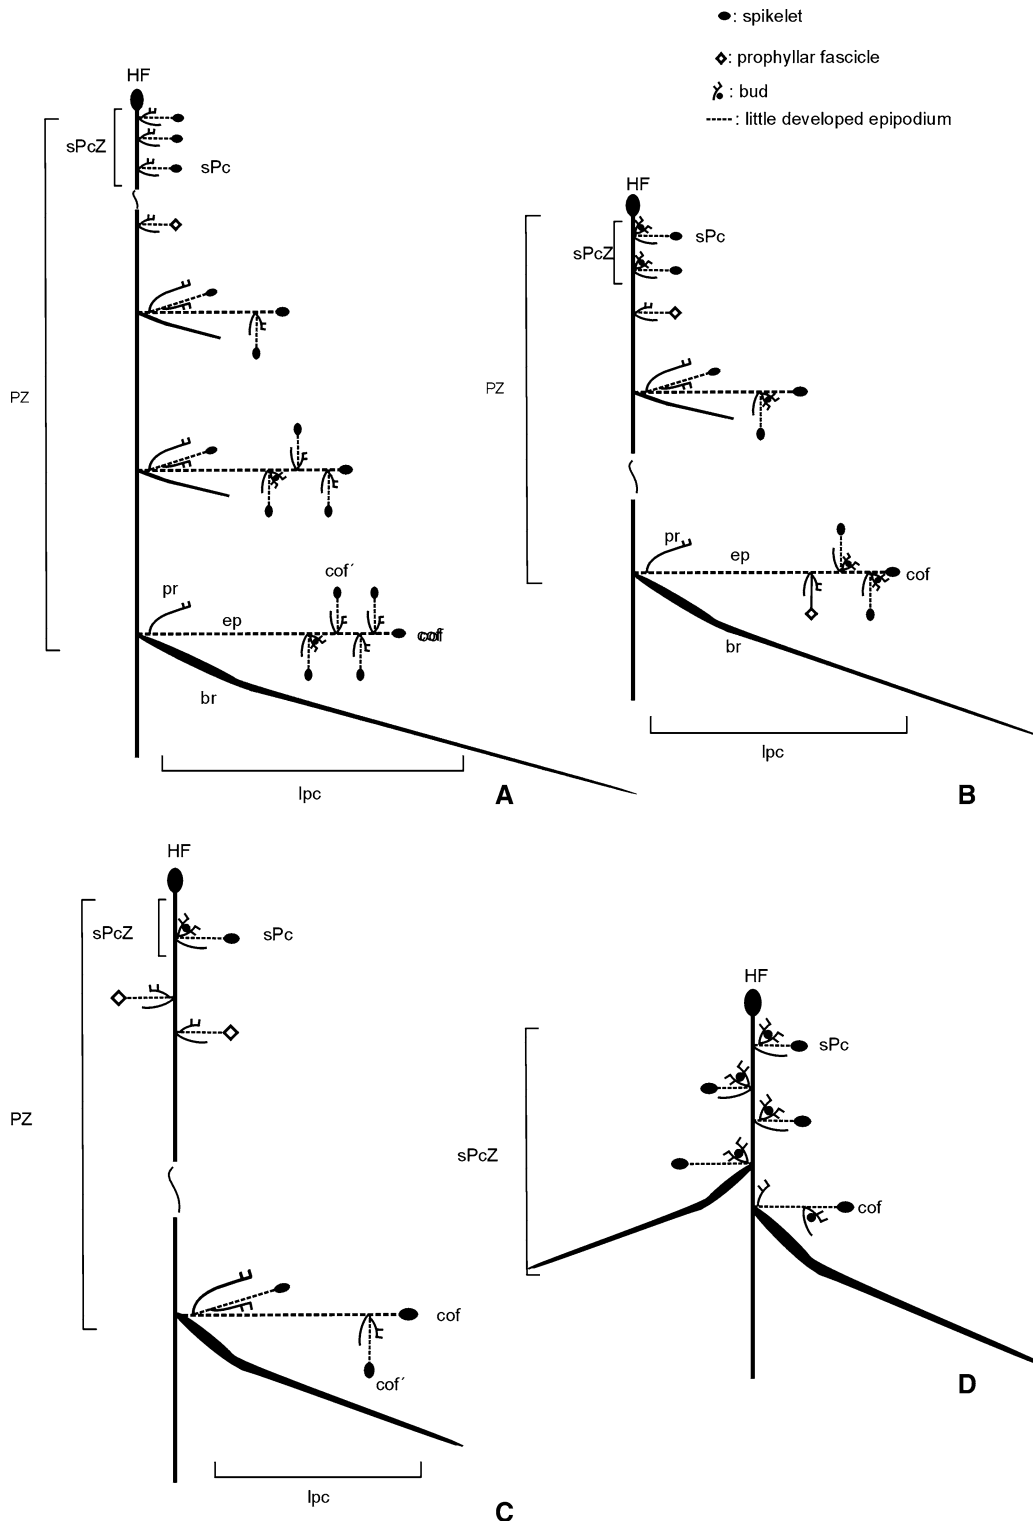 : spikelet
: prophyllar fascicle
: bud
: little developed epipodium
HF
sPcZ
sPc
PZ
cof´
pr
ep
cof
br
lpc
A
HF
sPc
sPcZ
PZ
pr
ep
cof
br
lpc
B
HF
sPcZ
sPc
PZ
cof
cof´
lpc
C
HF
sPc
sPcZ
cof
D